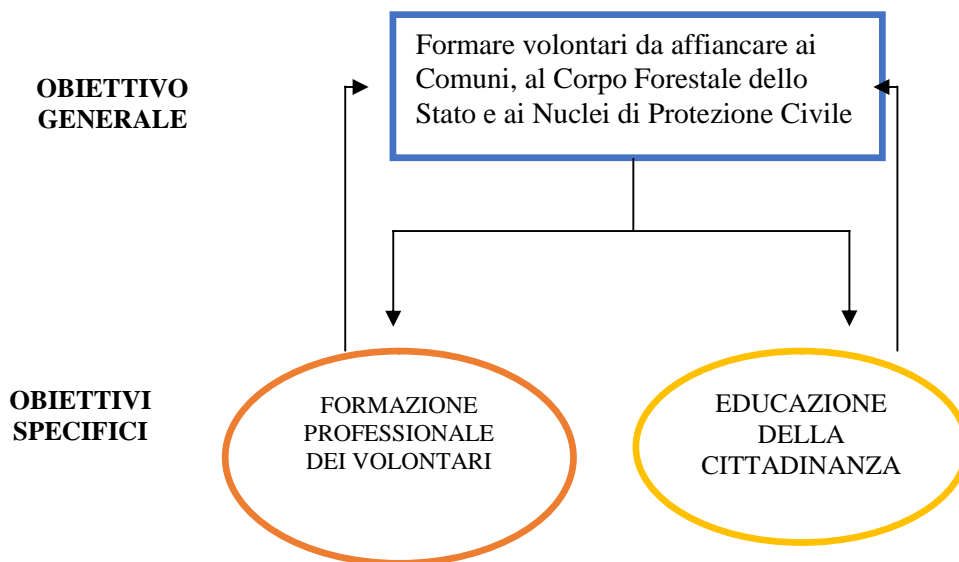 Formare volontari da affiancare ai
Comuni, al Corpo Forestale dello
Stato e ai Nuclei di Protezione Civile
OBIETTIVO
GENERALE
OBIETTIVI
SPECIFICI
FORMAZIONE
PROFESSIONALE
DEI VOLONTARI
EDUCAZIONE
DELLA
CITTADINANZA